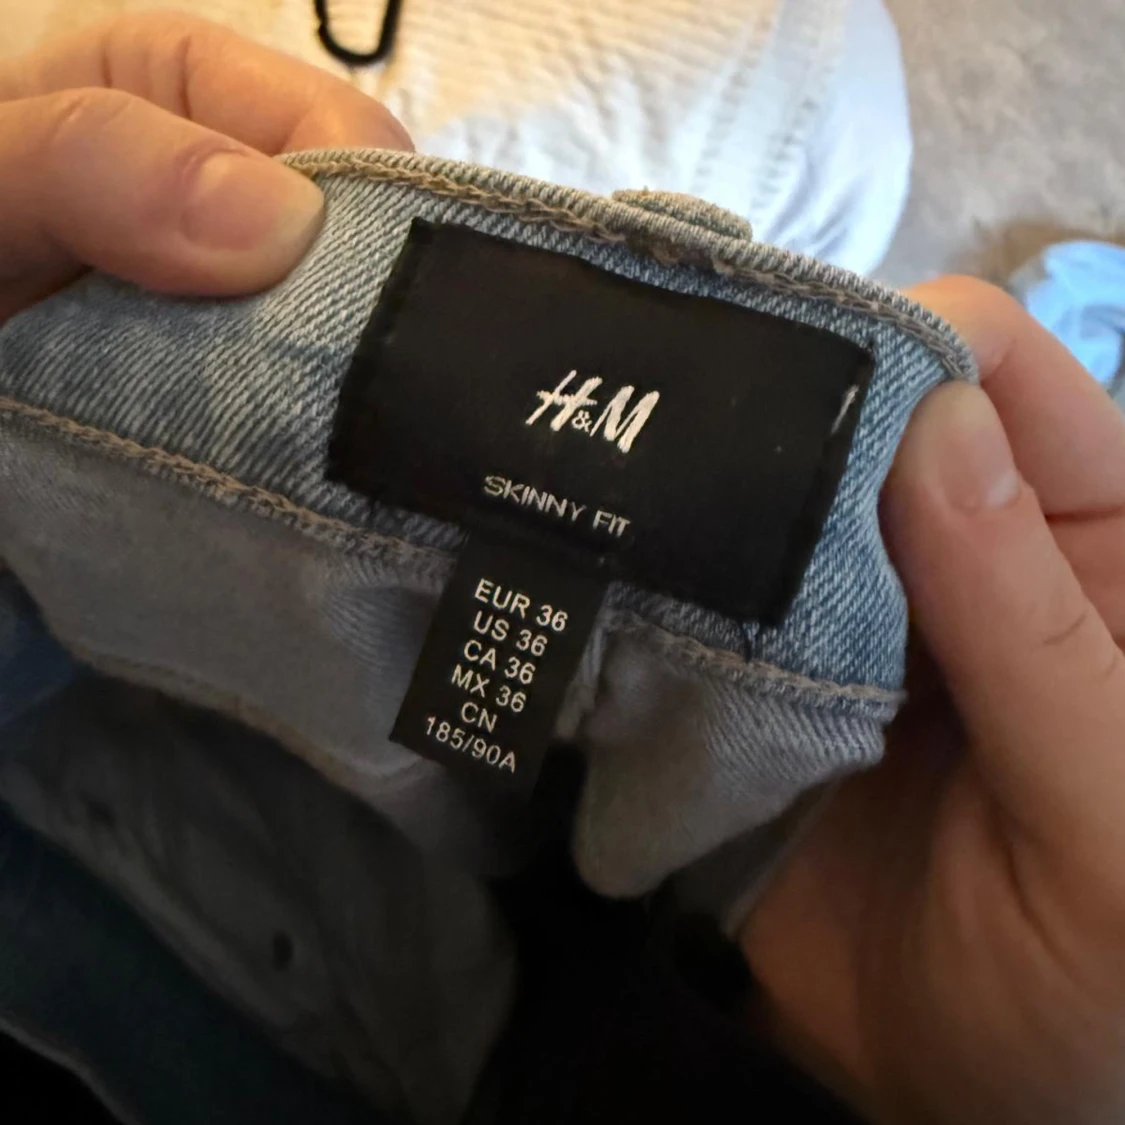 H&M
SKINNY FIT
EUR 36
US 36
CA 36
MX 36
CN
185/90A